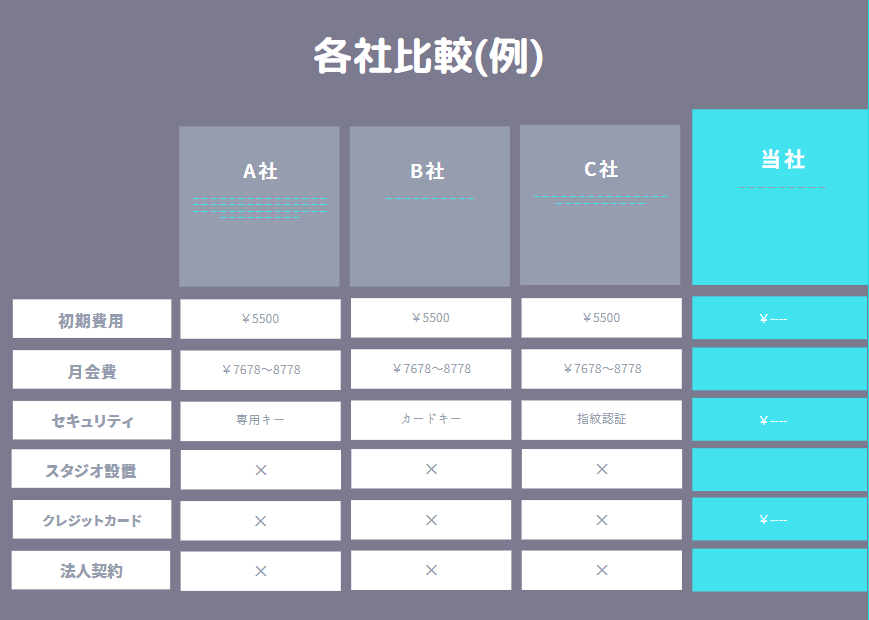 各社比較(例)
A社 B社 C社 当社
初期費用 ￥5500 ￥5500 ￥5500 ￥----
月会費 ￥7678～8778 ￥7678～8778 ￥7678～8778
セキュリティ 専用キー カードキー 指紋認証 ￥----
スタジオ設置 × × ×
クレジットカード × × × ￥----
法人契約 × × ×